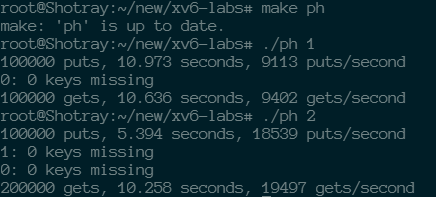 root@Shotray:~/new/xv6-labs# make ph
make: 'ph' is up to date.
root@Shotray:~/new/xv6-labs# ./ph 1
100000 puts, 10.973 seconds, 9113 puts/second
0: 0 keys missing
100000 gets, 10.636 seconds, 9402 gets/second
root@Shotray:~/new/xv6-labs# ./ph 2
100000 puts, 5.394 seconds, 18539 puts/second
1: 0 keys missing
0: 0 keys missing
200000 gets, 10.258 seconds, 19497 gets/second